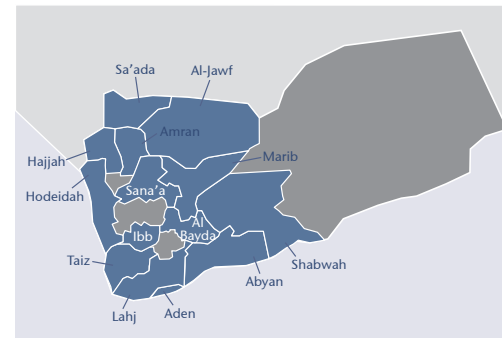 Sa’ada
Al-Jawf
Amran
Hajjah
Marib
Sana’a
Hodeidah
Al
Bayda
Ibb
Taiz
Shabwah
Abyan
Lahj
Aden